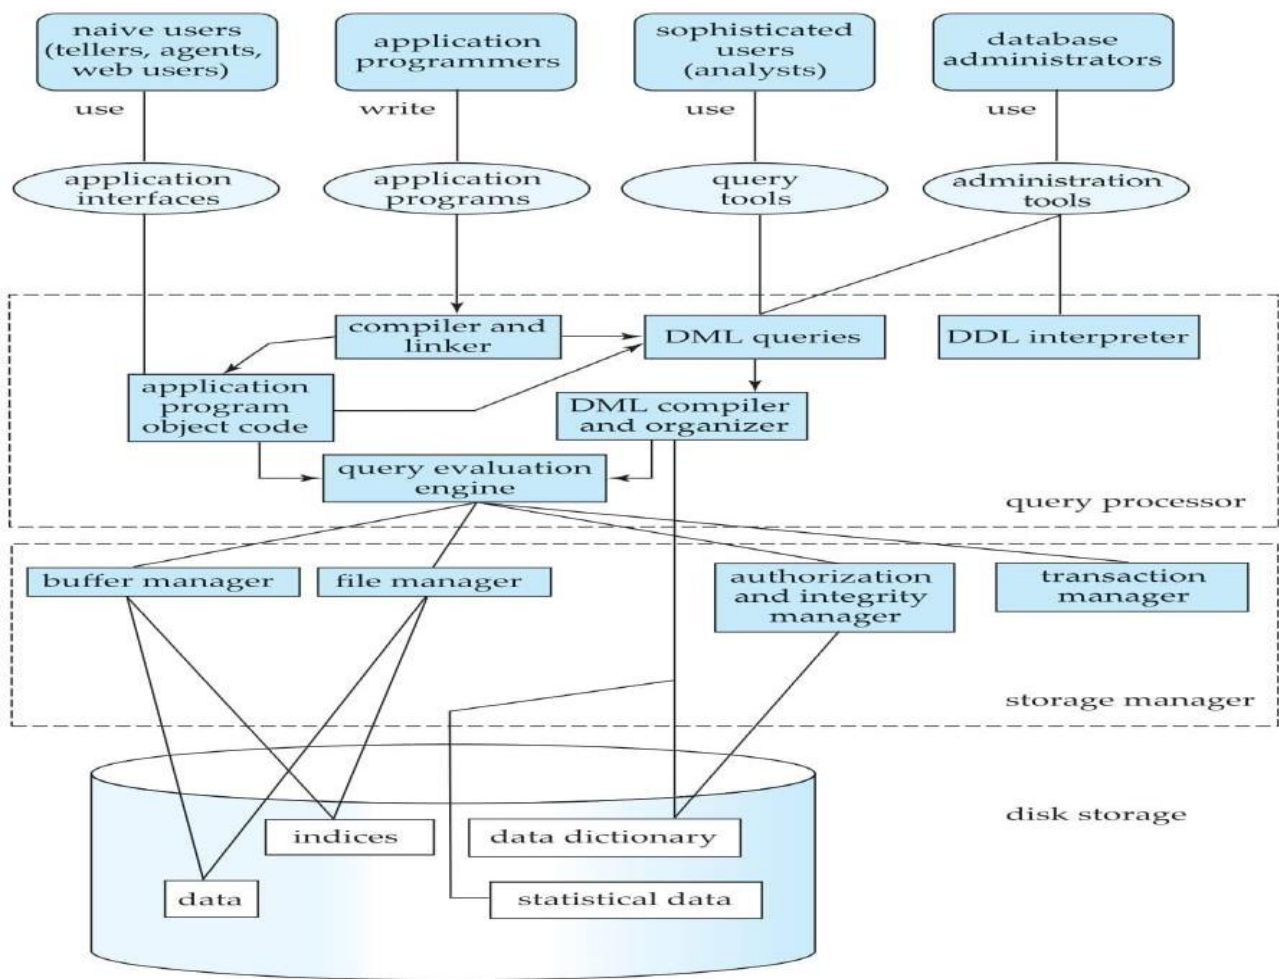 naive users
(tellers, agents,
web users)
application
programmers
sophisticated
users
(analysts)
database
administrators
use
write
use
use
application
interfaces
application
programs
query
tools
administration
tools
compiler and
linker
DML queries
DDL interpreter
application
program
object code
DML compiler
and organizer
query evaluation
engine
query processor
buffer manager
file manager
authorization
and integrity
manager
transaction
manager
storage manager
disk storage
indices
data dictionary
data
statistical data